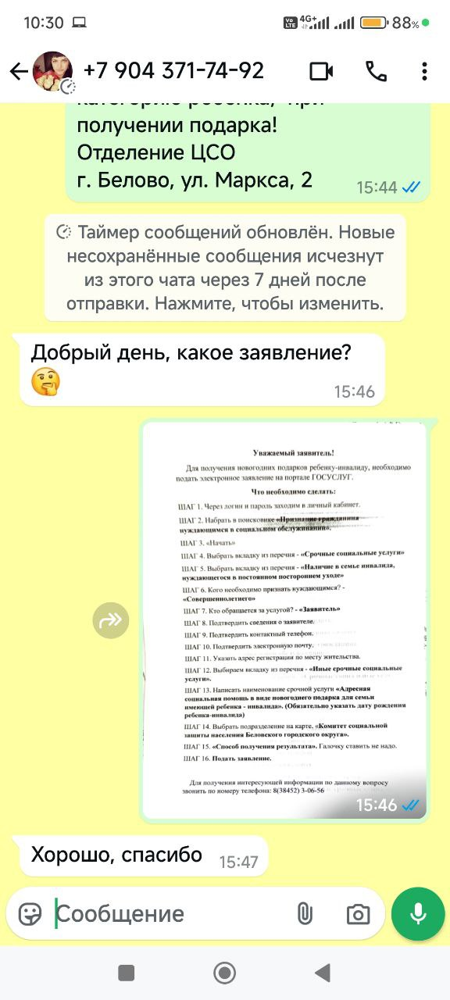 10:30
Vo LTE 4G+ 88%
+7 904 371-74-92
получении подарка!
Отделение ЦСО
г. Белово, ул. Маркса, 2
15:44
Таймер сообщений обновлён. Новые
несохранённые сообщения исчезнут
из этого чата через 7 дней после
отправки. Нажмите, чтобы изменить.
Добрый день, какое заявление?
15:46
Уважаемый заявитель!
Для получения новогодних подарков ребенку-инвалиду, необходимо
подать электронное заявление на портале ГОСУСЛУГ.
Что необходимо сделать:
ШАГ 1. Через логин и пароль заходим в личный кабинет.
ШАГ 2. Набрать в поисковике «Признание гражданина
нуждающимся в социальном обслуживании».
ШАГ 3. «Начать»
ШАГ 4. Выбрать вкладку из перечня - «Срочные социальные услуги»
ШАГ 5. Выбрать вкладку из перечня - «Наличие в семье инвалида,
нуждающегося в постоянном постороннем уходе»
ШАГ 6. Кого необходимо признать нуждающимся? -
«Совершеннолетнего»
ШАГ 7. Кто обращается за услугой? - «Заявитель»
ШАГ 8. Подтвердить сведения о заявителе.
ШАГ 9. Подтвердить контактный телефон.
ШАГ 10. Подтвердить электронную почту.
ШАГ 11. Указать адрес регистрации по месту жительства.
ШАГ 12. Выбираем вкладку из перечня - «Иные срочные социальные
услуги».
ШАГ 13. Написать наименование срочной услуги «Адресная
социальная помощь в виде новогоднего подарка для семьи
имеющей ребенка - инвалида». (Обязательно указать дату рождения
ребенка-инвалида)
ШАГ 14. Выбрать подразделение на карте. «Комитет социальной
защиты населения Беловского городского округа».
ШАГ 15. «Способ получения результата». Галочку ставить не надо.
ШАГ 16. Подать заявление.
Для получения интересующей информации по данному вопросу
звонить по номеру телефона: 8(38452) 3-06-56
15:46
Хорошо, спасибо
15:47
Сообщение